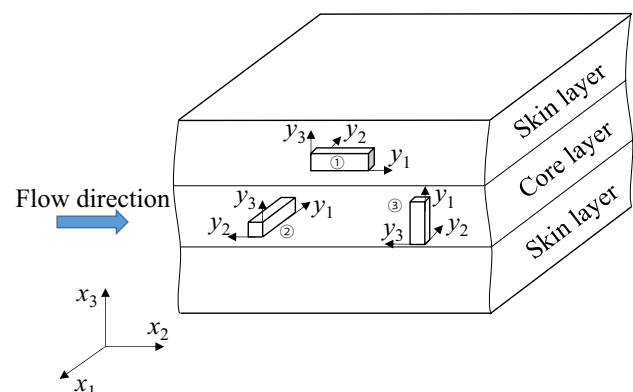 Skin layer
Core layer
Skin layer
Flow direction
y₃
y₂
①
y₁
y₃
y₁
y₂
②
③
y₁
y₂
y₃
x₃
x₂
x₁